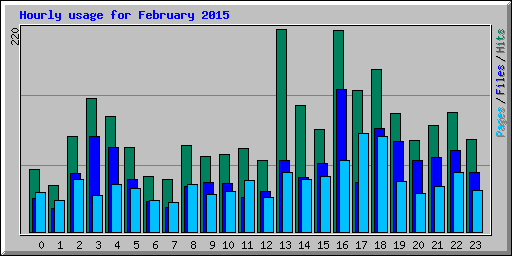 Hourly usage for February 2015
220
0 1 2 3 4 5 6 7 8 9 10 11 12 13 14 15 16 17 18 19 20 21 22 23
Pages / Files / Hits